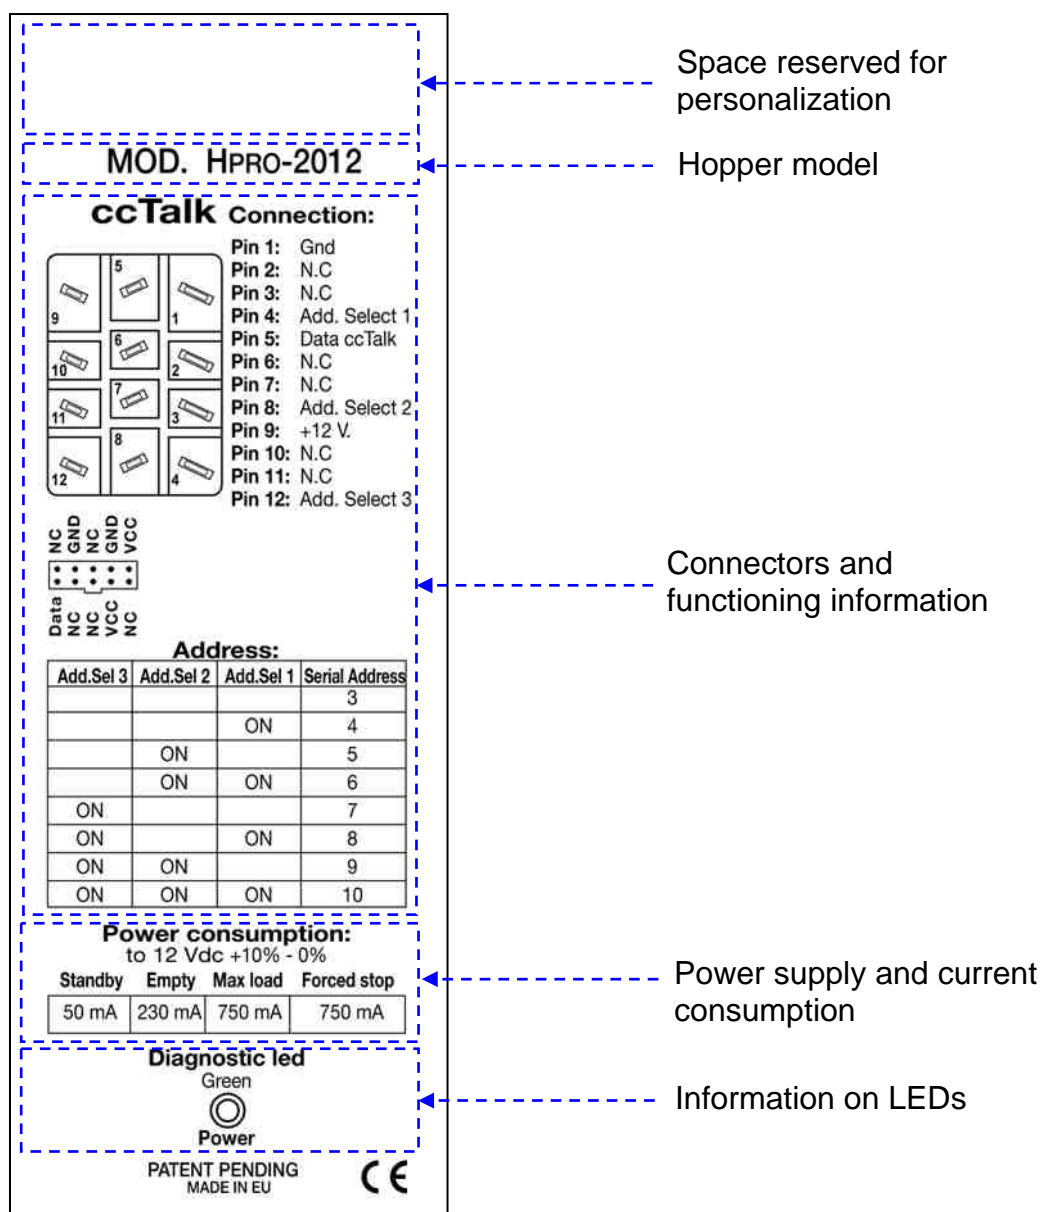 Space reserved for
personalization
MOD. HPRO-2012
Hopper model
ccTalk Connection:
Pin 1: Gnd
Pin 2: N.C
Pin 3: N.C
Pin 4: Add. Select 1
Pin 5: Data ccTalk
Pin 6: N.C
Pin 7: N.C
Pin 8: Add. Select 2
Pin 9: +12 V.
Pin 10: N.C
Pin 11: N.C
Pin 12: Add. Select 3
9 5 1
10 6 2
11 7 3
12 8 4
NC GND NC GND VCC
Data NC NC VCC NC
Connectors and
functioning information
Address:
Add.Sel 3 Add.Sel 2 Add.Sel 1 Serial Address
3
ON 4
ON 5
ON ON 6
ON 7
ON ON 8
ON ON 9
ON ON ON 10
Power consumption:
to 12 Vdc +10% - 0%
Standby Empty Max load Forced stop
50 mA 230 mA 750 mA 750 mA
Power supply and current
consumption
Diagnostic led
Green
Power
Information on LEDs
PATENT PENDING
MADE IN EU
CE